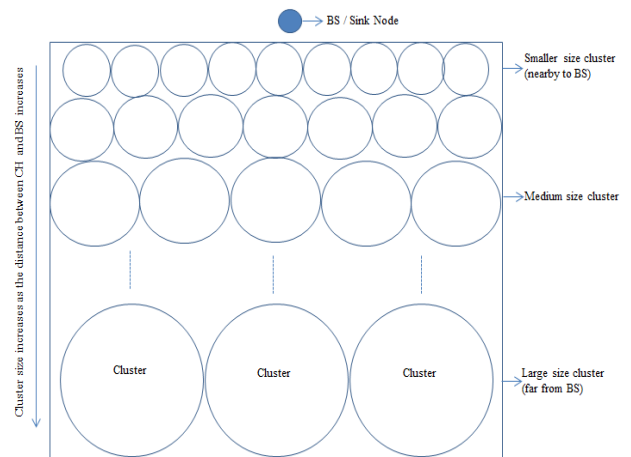 BS / Sink Node
Smaller size cluster
(nearby to BS)
Cluster size increases as the distance between CH and BS increases
Medium size cluster
Cluster
Cluster
Cluster
Large size cluster
(far from BS)